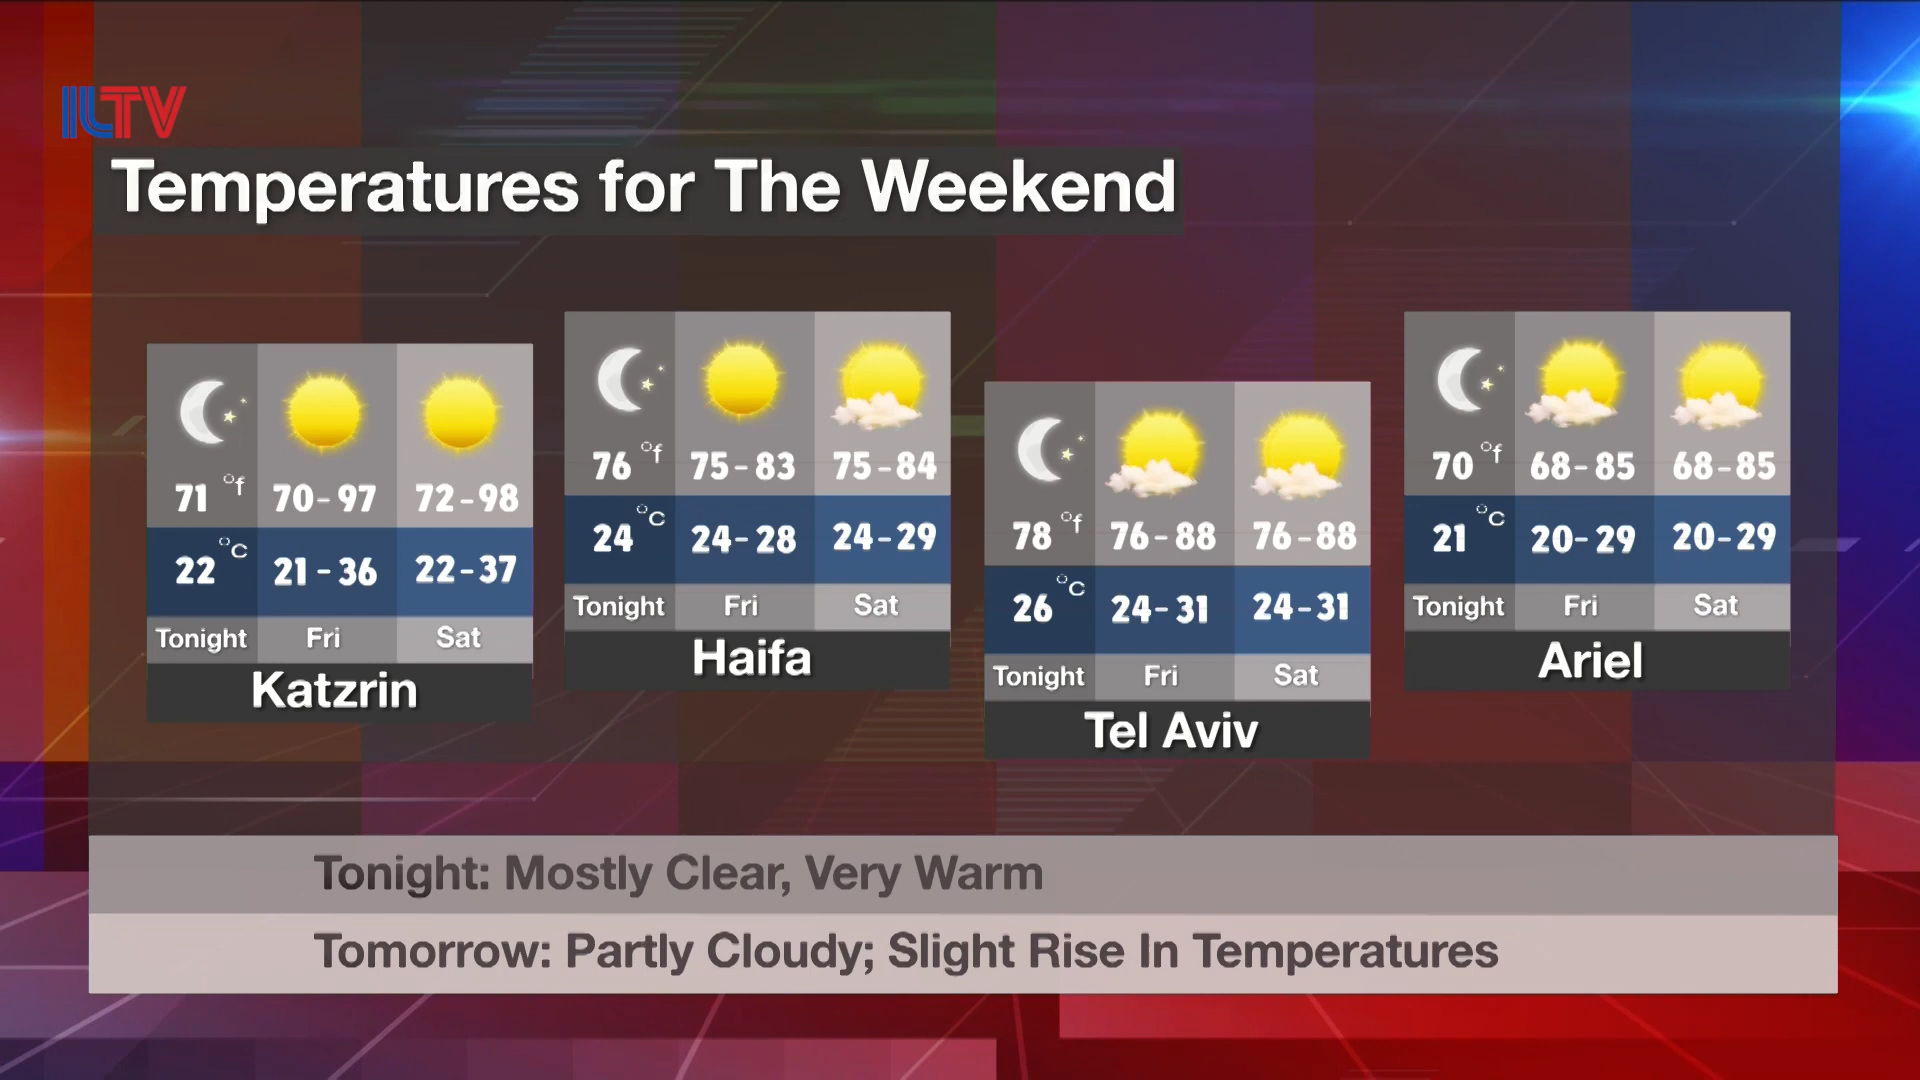 ILTV
Temperatures for The Weekend
71 °f 70-97 72-98
22 °C 21-36 22-37
Tonight Fri Sat
Katzrin
76 °f 75-83 75-84
24 °C 24-28 24-29
Tonight Fri Sat
Haifa
78 °f 76-88 76-88
26 °C 24-31 24-31
Tonight Fri Sat
Tel Aviv
70 °f 68-85 68-85
21 °C 20-29 20-29
Tonight Fri Sat
Ariel
Tonight: Mostly Clear, Very Warm
Tomorrow: Partly Cloudy; Slight Rise In Temperatures